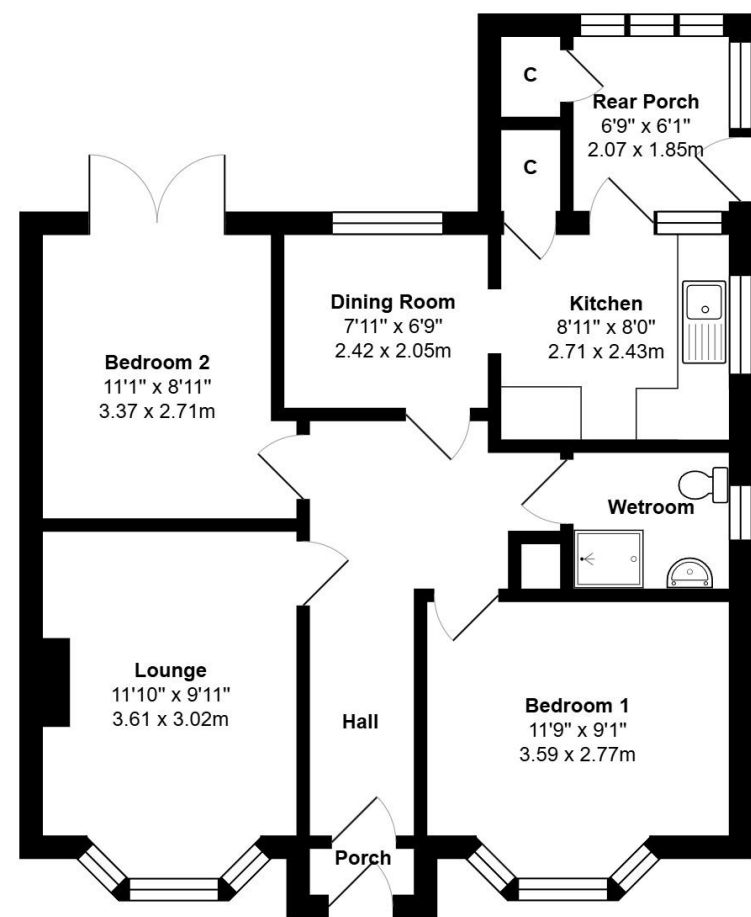 C
Rear Porch
6'9" x 6'1"
2.07 x 1.85m
C
Dining Room
7'11" x 6'9"
2.42 x 2.05m
Kitchen
8'11" x 8'0"
2.71 x 2.43m
Bedroom 2
11'1" x 8'11"
3.37 x 2.71m
Wetroom
Lounge
11'10" x 9'11"
3.61 x 3.02m
Hall
Bedroom 1
11'9" x 9'1"
3.59 x 2.77m
Porch